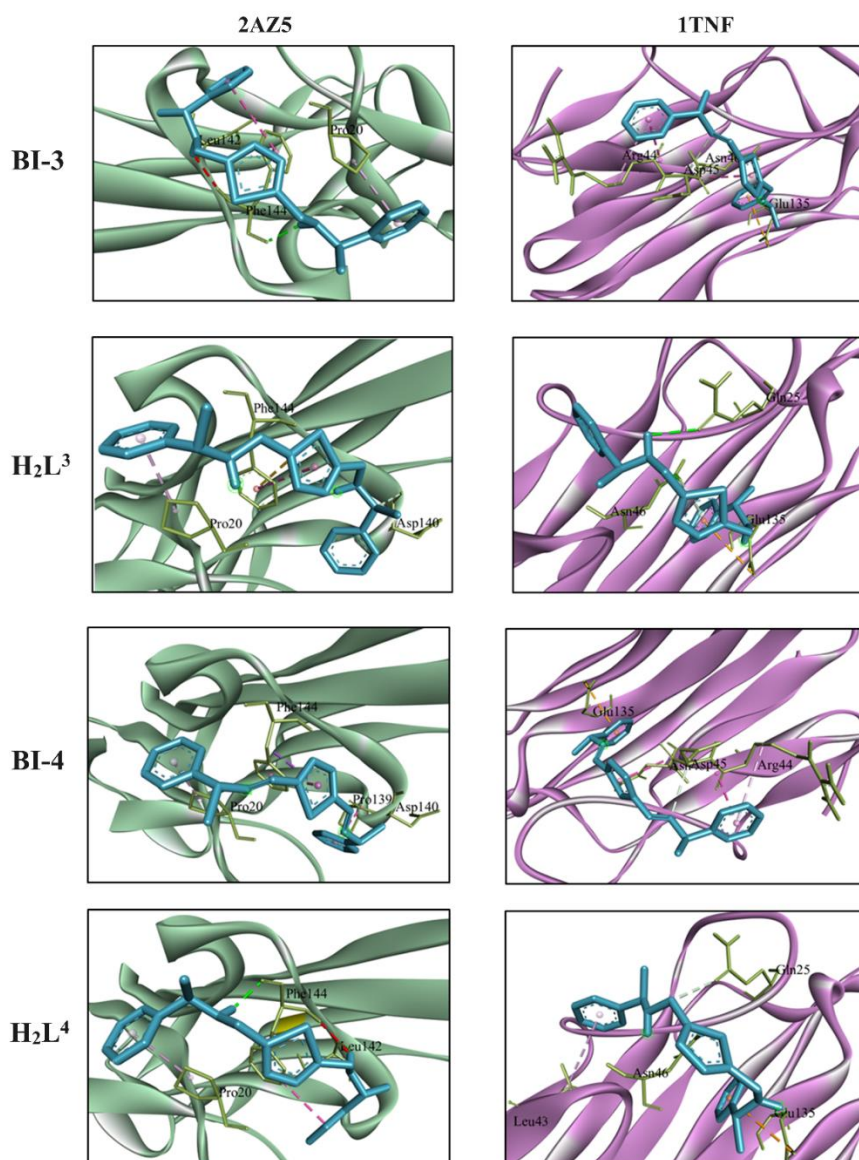 2AZ5 1TNF
BI-3
Leu142
Pro20
Phe144
Arg44
Asp45
Glu135
H₂L³
Phe144
Pro20
Asp140
Gln25
Asn46
Glu135
BI-4
Phe144
Pro20
Pro139
Asp140
Glu135
Asp45
Arg44
H₂L⁴
Phe144
Leu142
Pro20
Gln25
Asn46
Leu43
Glu135